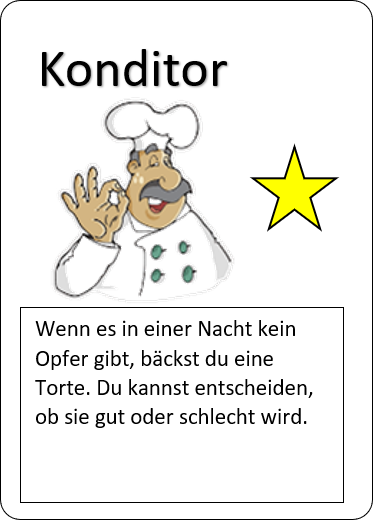 Konditor
Wenn es in einer Nacht kein
Opfer gibt, bäckst du eine
Torte. Du kannst entscheiden,
ob sie gut oder schlecht wird.